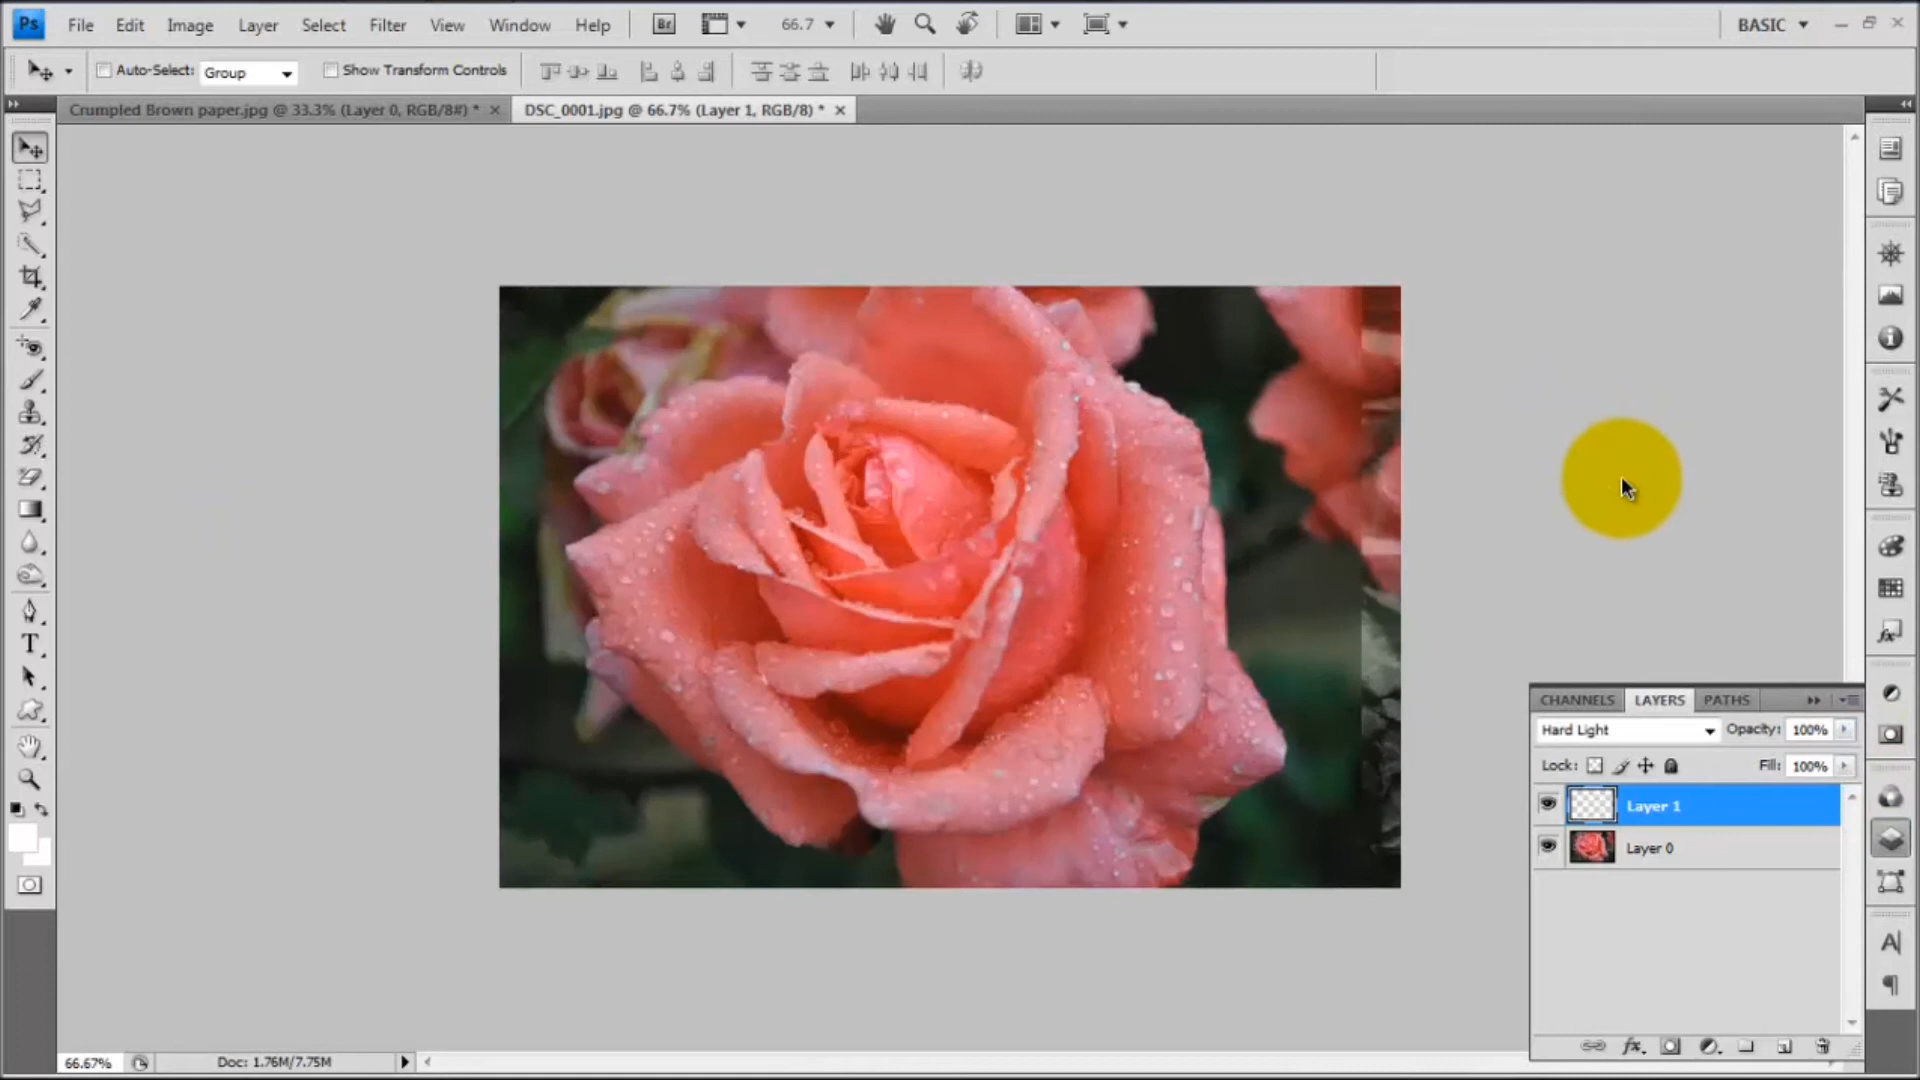 Ps File Edit Image Layer Select Filter View Window Help Br 66.7 BASIC
Auto-Select: Group Show Transform Controls
Crumpled Brown paper.jpg @ 33.3% (Layer 0, RGB/8#) * DSC_0001.jpg @ 66.7% (Layer 1, RGB/8) *
CHANNELS LAYERS PATHS
Hard Light Opacity: 100%
Lock: Fill: 100%
Layer 1
Layer 0
66.67% Doc: 1.76M/7.75M